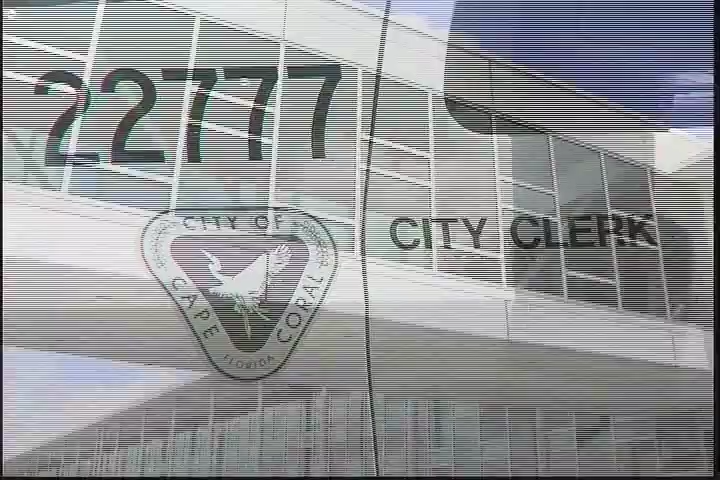 22777
CITY OF
CAPE CORAL
FLORIDA
CITY CLERK